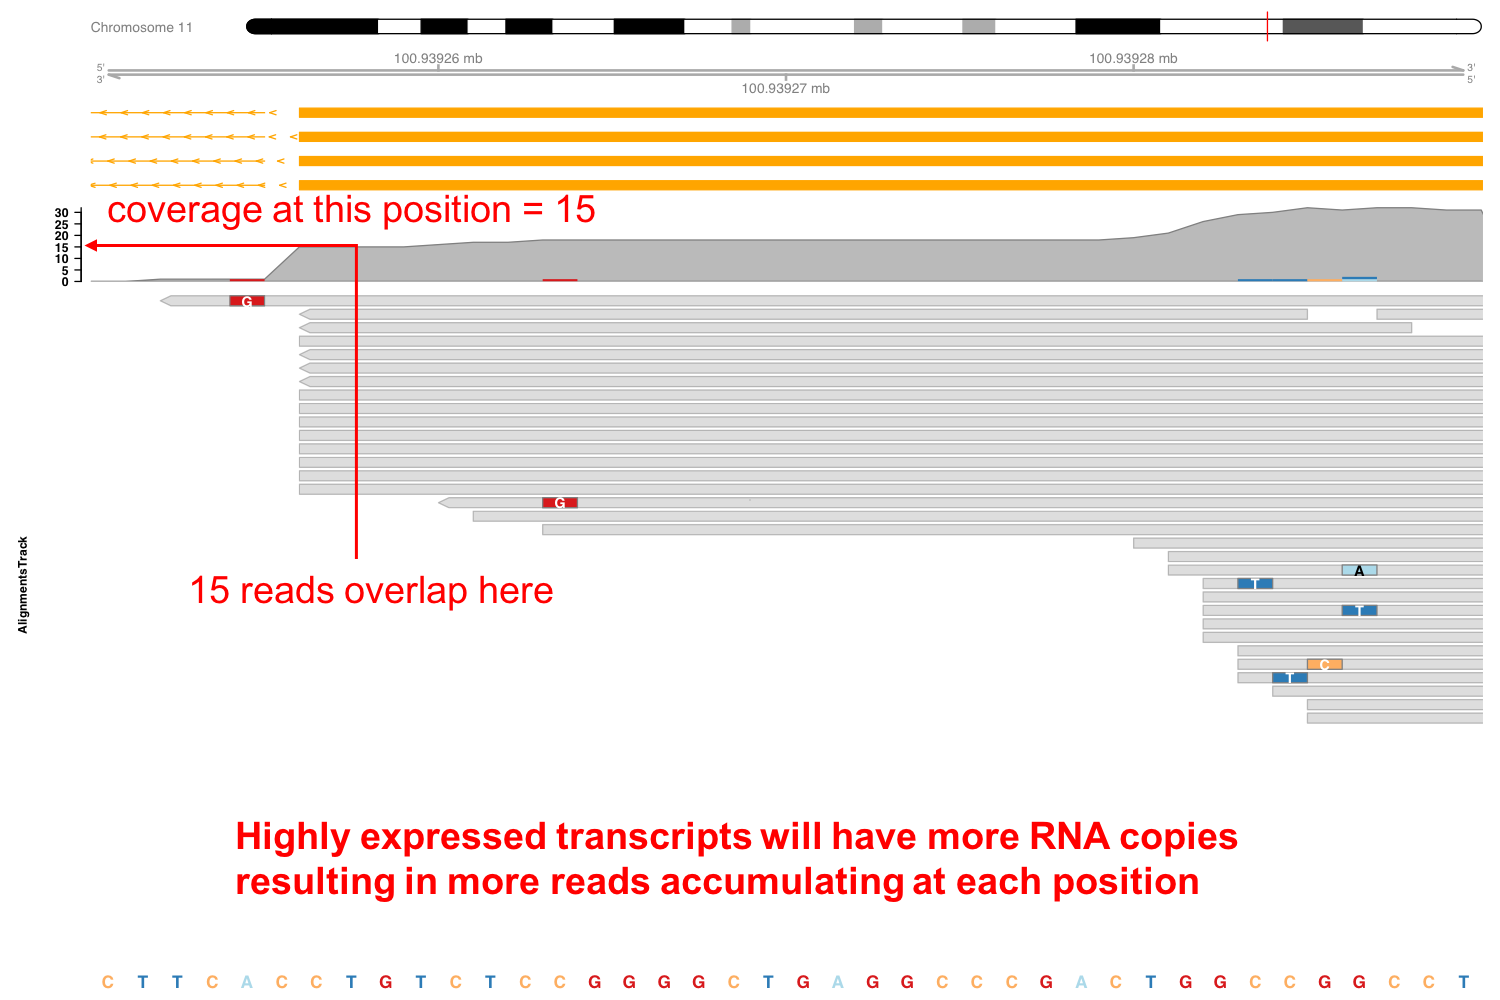 Chromosome 11
100.93926 mb
100.93928 mb
5'
3'
3'
5'
100.93927 mb
coverage at this position = 15
30
25
20
15
10
5
0
G
G
A
T
T
C
T
15 reads overlap here
AlignmentsTrack
Highly expressed transcripts will have more RNA copies
resulting in more reads accumulating at each position
C T T C A C C T G T C T C C G G G G C T G A G G C C C G A C T G G C C G G C C T